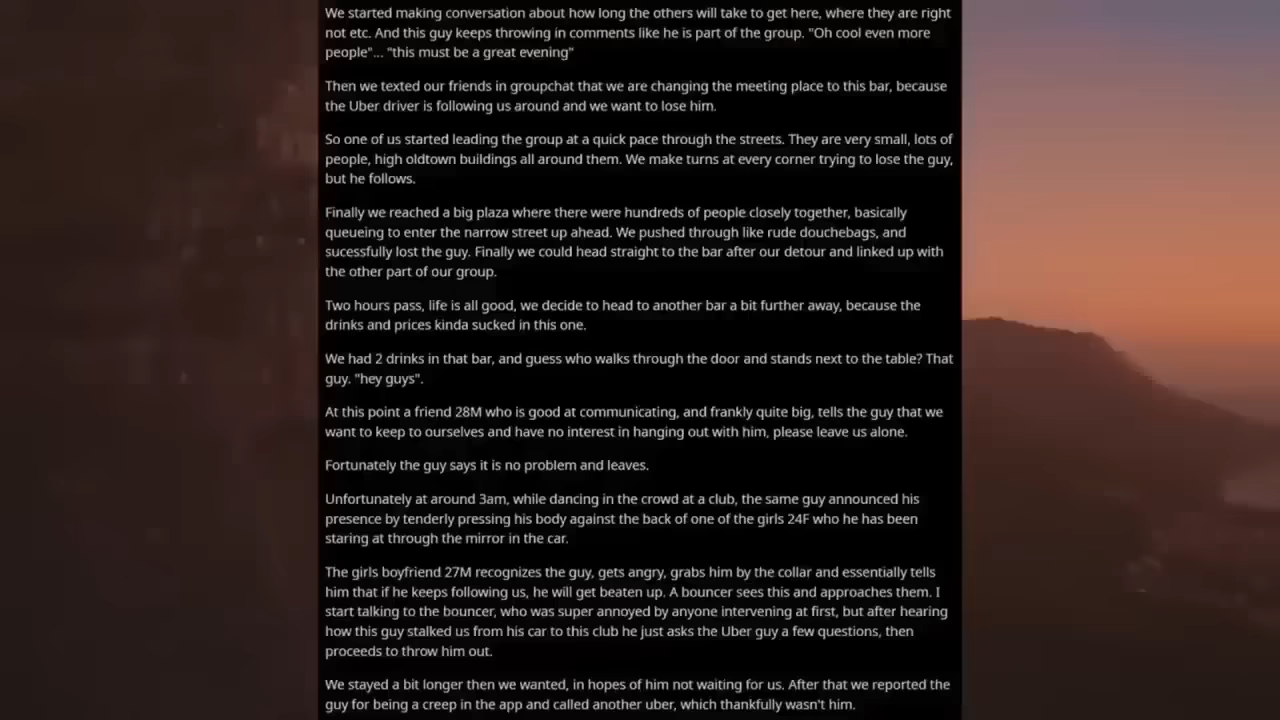 We started making conversation about how long the others will take to get here, where they are right
not etc. And this guy keeps throwing in comments like he is part of the group. "Oh cool even more
people"... "this must be a great evening"
Then we texted our friends in groupchat that we are changing the meeting place to this bar, because
the Uber driver is following us around and we want to lose him.
So one of us started leading the group at a quick pace through the streets. They are very small, lots of
people, high oldtown buildings all around them. We make turns at every corner trying to lose the guy,
but he follows.
Finally we reached a big plaza where there were hundreds of people closely together, basically
queueing to enter the narrow street up ahead. We pushed through like rude douchebags, and
sucessfully lost the guy. Finally we could head straight to the bar after our detour and linked up with
the other part of our group.
Two hours pass, life is all good, we decide to head to another bar a bit further away, because the
drinks and prices kinda sucked in this one.
We had 2 drinks in that bar, and guess who walks through the door and stands next to the table? That
guy. "hey guys".
At this point a friend 28M who is good at communicating, and frankly quite big, tells the guy that we
want to keep to ourselves and have no interest in hanging out with him, please leave us alone.
Fortunately the guy says it is no problem and leaves.
Unfortunately at around 3am, while dancing in the crowd at a club, the same guy announced his
presence by tenderly pressing his body against the back of one of the girls 24F who he has been
staring at through the mirror in the car.
The girls boyfriend 27M recognizes the guy, gets angry, grabs him by the collar and essentially tells
him that if he keeps following us, he will get beaten up. A bouncer sees this and approaches them. I
start talking to the bouncer, who was super annoyed by anyone intervening at first, but after hearing
how this guy stalked us from his car to this club he just asks the Uber guy a few questions, then
proceeds to throw him out.
We stayed a bit longer then we wanted, in hopes of him not waiting for us. After that we reported the
guy for being a creep in the app and called another uber, which thankfully wasn't him.